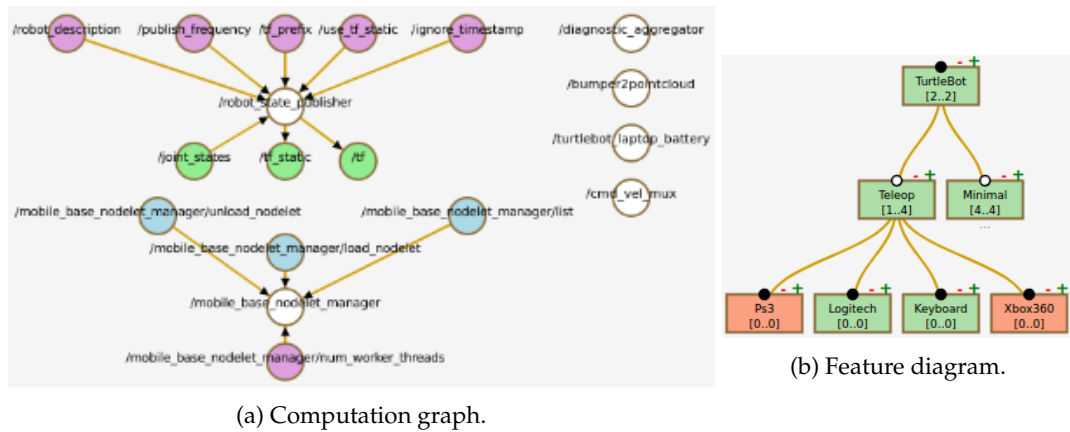 /robot_description
/publish_frequency
/tf_prefix
/use_tf_static
/ignore_timestamp
/diagnostic_aggregator
/robot_state_publisher
/bumper2pointcloud
/joint_states
/tf_static
/tf
/turtlebot_laptop_battery
/cmd_vel_mux
/mobile_base_nodelet_manager/unload_nodelet
/mobile_base_nodelet_manager/list
/mobile_base_nodelet_manager/load_nodelet
/mobile_base_nodelet_manager
/mobile_base_nodelet_manager/num_worker_threads
(a) Computation graph.
- +
TurtleBot
[2..2]
- +
Teleop
[1..4]
- +
Minimal
[4..4]
...
- +
Ps3
[0..0]
- +
Logitech
[0..0]
- +
Keyboard
[0..0]
- +
Xbox360
[0..0]
(b) Feature diagram.